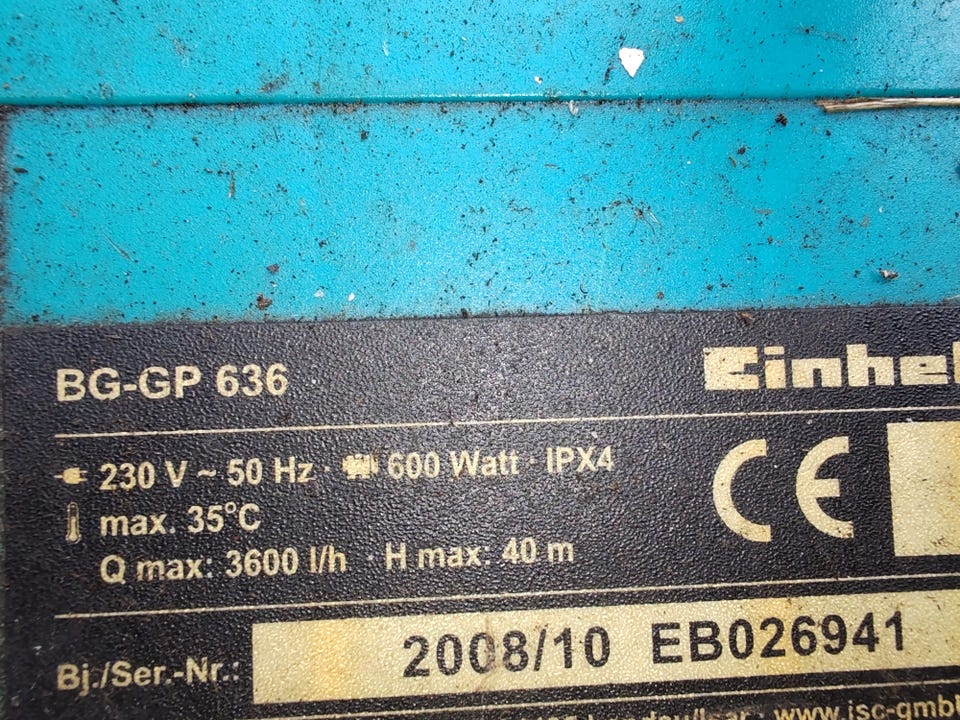 BG-GP 636
Einhel
230 V ~ 50 Hz · 600 Watt · IPX4
CE
max. 35°C
Q max: 3600 l/h · H max: 40 m
Bj./Ser.-Nr.: 2008/10 EB026941
www.isc-gmb